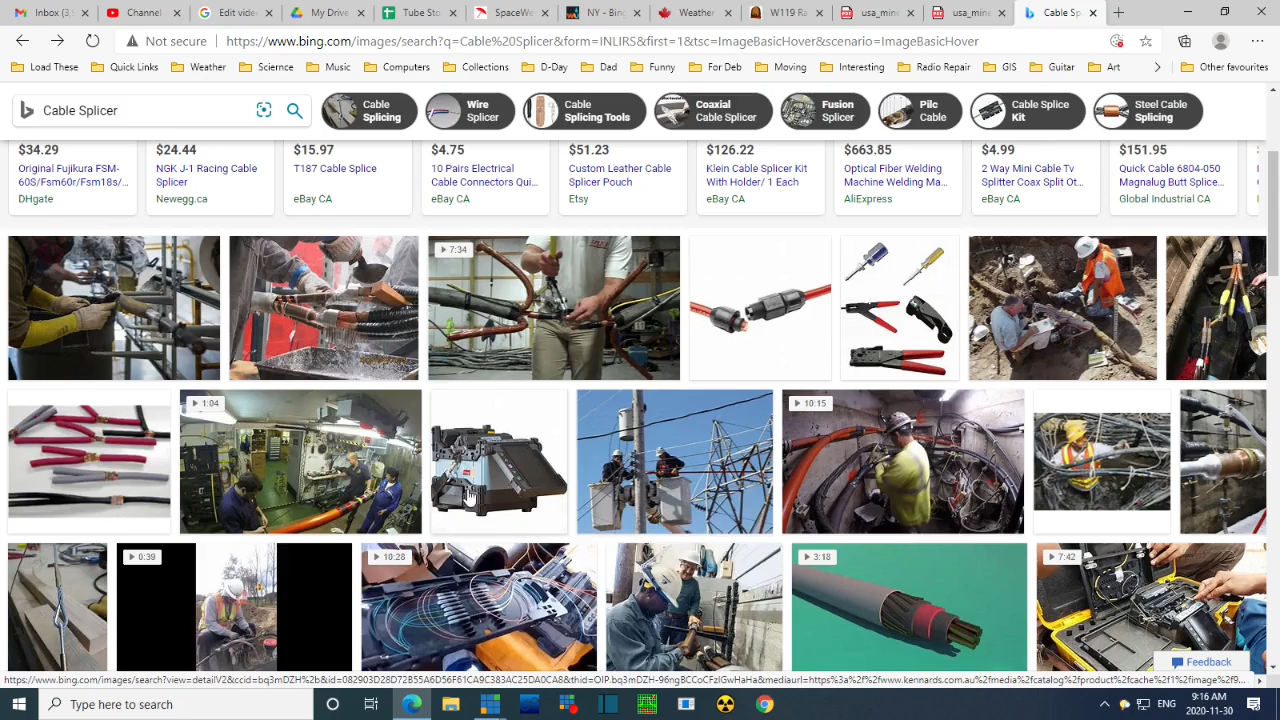 Inbox (3,5
Channel
Edit vide
My Drive
Tube Sto
SpaceWe
NY - Bing
Weather
W119 Ra
usa_mine
usa_mine
Cable Sp
Not secure
https://www.bing.com/images/search?q=Cable%20Splicer&form=INLIRS&first=1&tsc=ImageBasicHover&scenario=ImageBasicHover
Load These
Quick Links
Weather
Science
Music
Computers
Collections
D-Day
Dad
Funny
For Deb
Moving
Interesting
Radio Repair
GIS
Guitar
Art
Other favourites
Cable Splicer
Cable
Splicing
Wire
Splicer
Cable
Splicing Tools
Coaxial
Cable Splicer
Fusion
Splicer
Pilc
Cable
Cable Splice
Kit
Steel Cable
Splicing
$34.29
Original Fujikura FSM-
60S/Fsm60r/Fsm18s/...
DHgate
$24.44
NGK J-1 Racing Cable
Splicer
Newegg.ca
$15.97
T187 Cable Splice
eBay CA
$4.75
10 Pairs Electrical
Cable Connectors Qui...
eBay CA
$51.23
Custom Leather Cable
Splicer Pouch
Etsy
$126.22
Klein Cable Splicer Kit
With Holder/ 1 Each
eBay CA
$663.85
Optical Fiber Welding
Machine Welding Ma...
AliExpress
$4.99
2 Way Mini Cable Tv
Splitter Coax Split Ot...
eBay CA
$151.95
Quick Cable 6804-050
Magnalug Butt Splice...
Global Industrial CA
7:34
1:04
10:15
0:39
10:28
3:18
7:42
Feedback
Type here to search
ENG
9:16 AM
2020-11-30